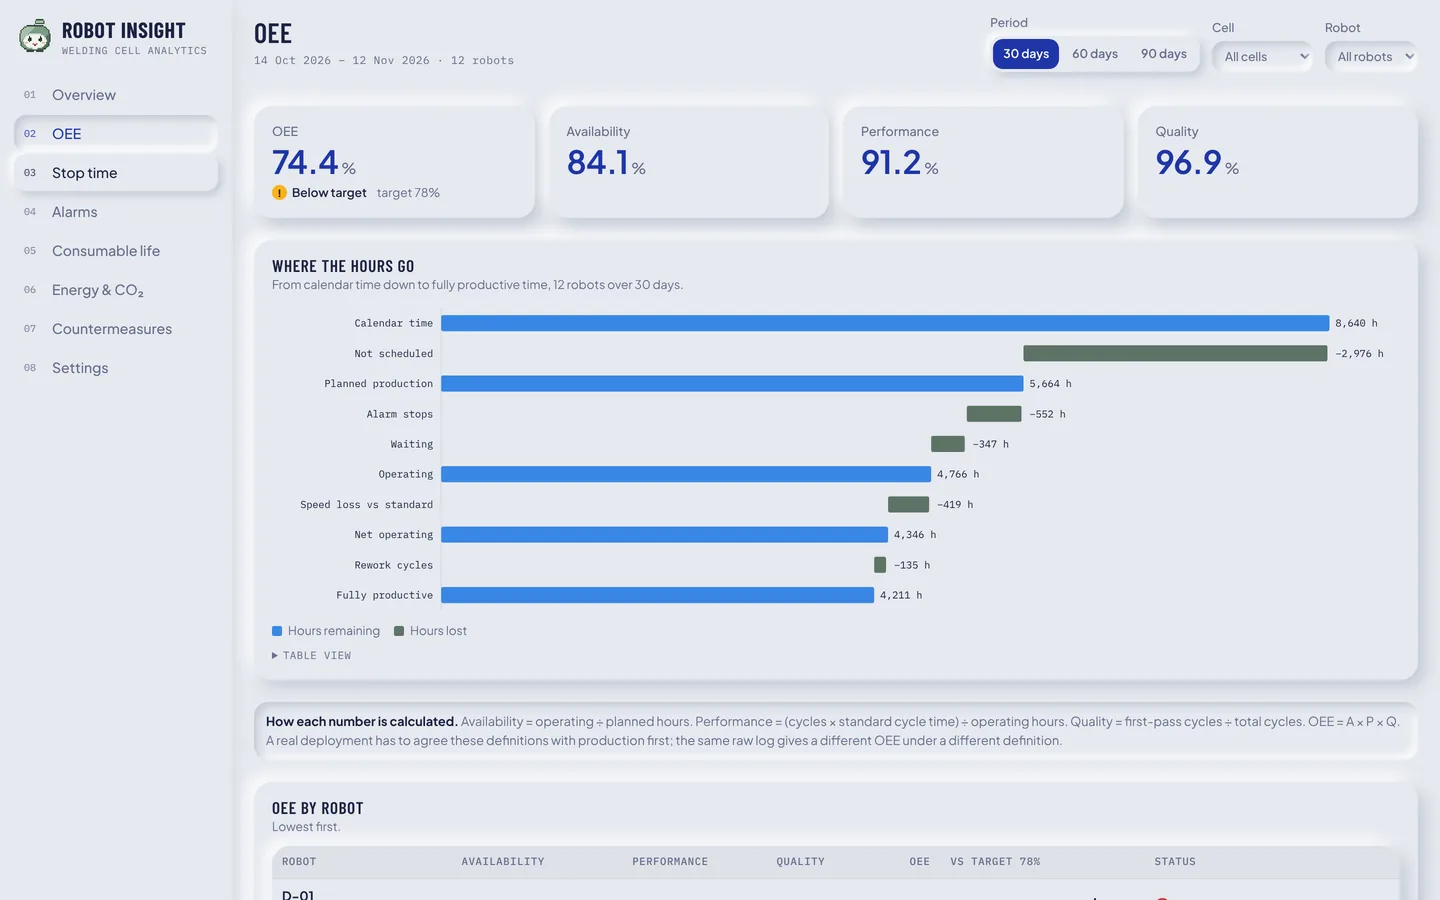 ROBOT INSIGHT
WELDING CELL ANALYTICS
01 Overview
02 OEE
03 Stop time
04 Alarms
05 Consumable life
06 Energy & CO₂
07 Countermeasures
08 Settings
OEE
14 Oct 2026 – 12 Nov 2026 · 12 robots
Period
30 days 60 days 90 days
Cell
All cells
Robot
All robots
OEE
74.4%
! Below target target 78%
Availability
84.1%
Performance
91.2%
Quality
96.9%
WHERE THE HOURS GO
From calendar time down to fully productive time, 12 robots over 30 days.
Calendar time 8,640 h
Not scheduled −2,976 h
Planned production 5,664 h
Alarm stops −552 h
Waiting −347 h
Operating 4,766 h
Speed loss vs standard −419 h
Net operating 4,346 h
Rework cycles −135 h
Fully productive 4,211 h
Hours remaining Hours lost
TABLE VIEW
How each number is calculated. Availability = operating ÷ planned hours. Performance = (cycles × standard cycle time) ÷ operating hours. Quality = first-pass cycles ÷ total cycles. OEE = A × P × Q.
A real deployment has to agree these definitions with production first; the same raw log gives a different OEE under a different definition.
OEE BY ROBOT
Lowest first.
ROBOT AVAILABILITY PERFORMANCE QUALITY OEE VS TARGET 78% STATUS
D-01